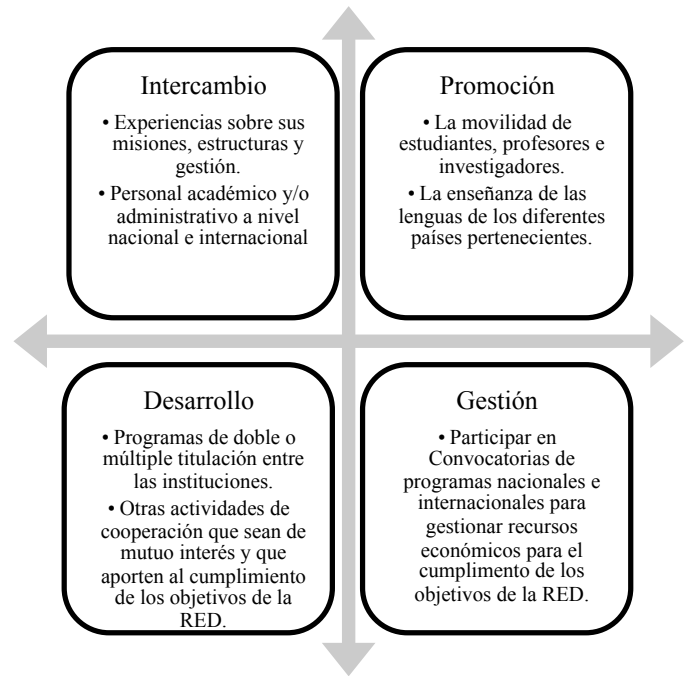 Intercambio
• Experiencias sobre sus
misiones, estructuras y
gestión.
• Personal académico y/o
administrativo a nivel
nacional e internacional
Promoción
• La movilidad de
estudiantes, profesores e
investigadores.
• La enseñanza de las
lenguas de los diferentes
países pertenecientes.
Desarrollo
• Programas de doble o
múltiple titulación entre
las instituciones.
• Otras actividades de
cooperación que sean de
mutuo interés y que
aporten al cumplimiento
de los objetivos de la
RED.
Gestión
• Participar en
Convocatorias de
programas nacionales e
internacionales para
gestionar recursos
económicos para el
cumplimento de los
objetivos de la RED.